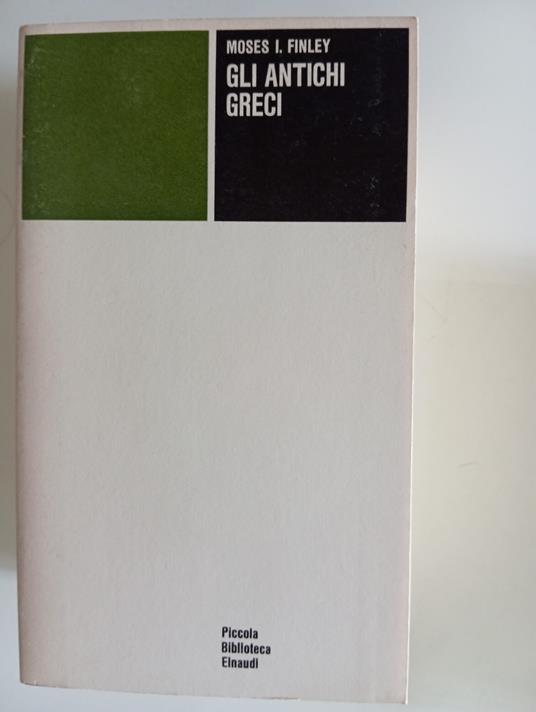 MOSES I. FINLEY
GLI ANTICHI
GRECI
Piccola
Biblioteca
Einaudi